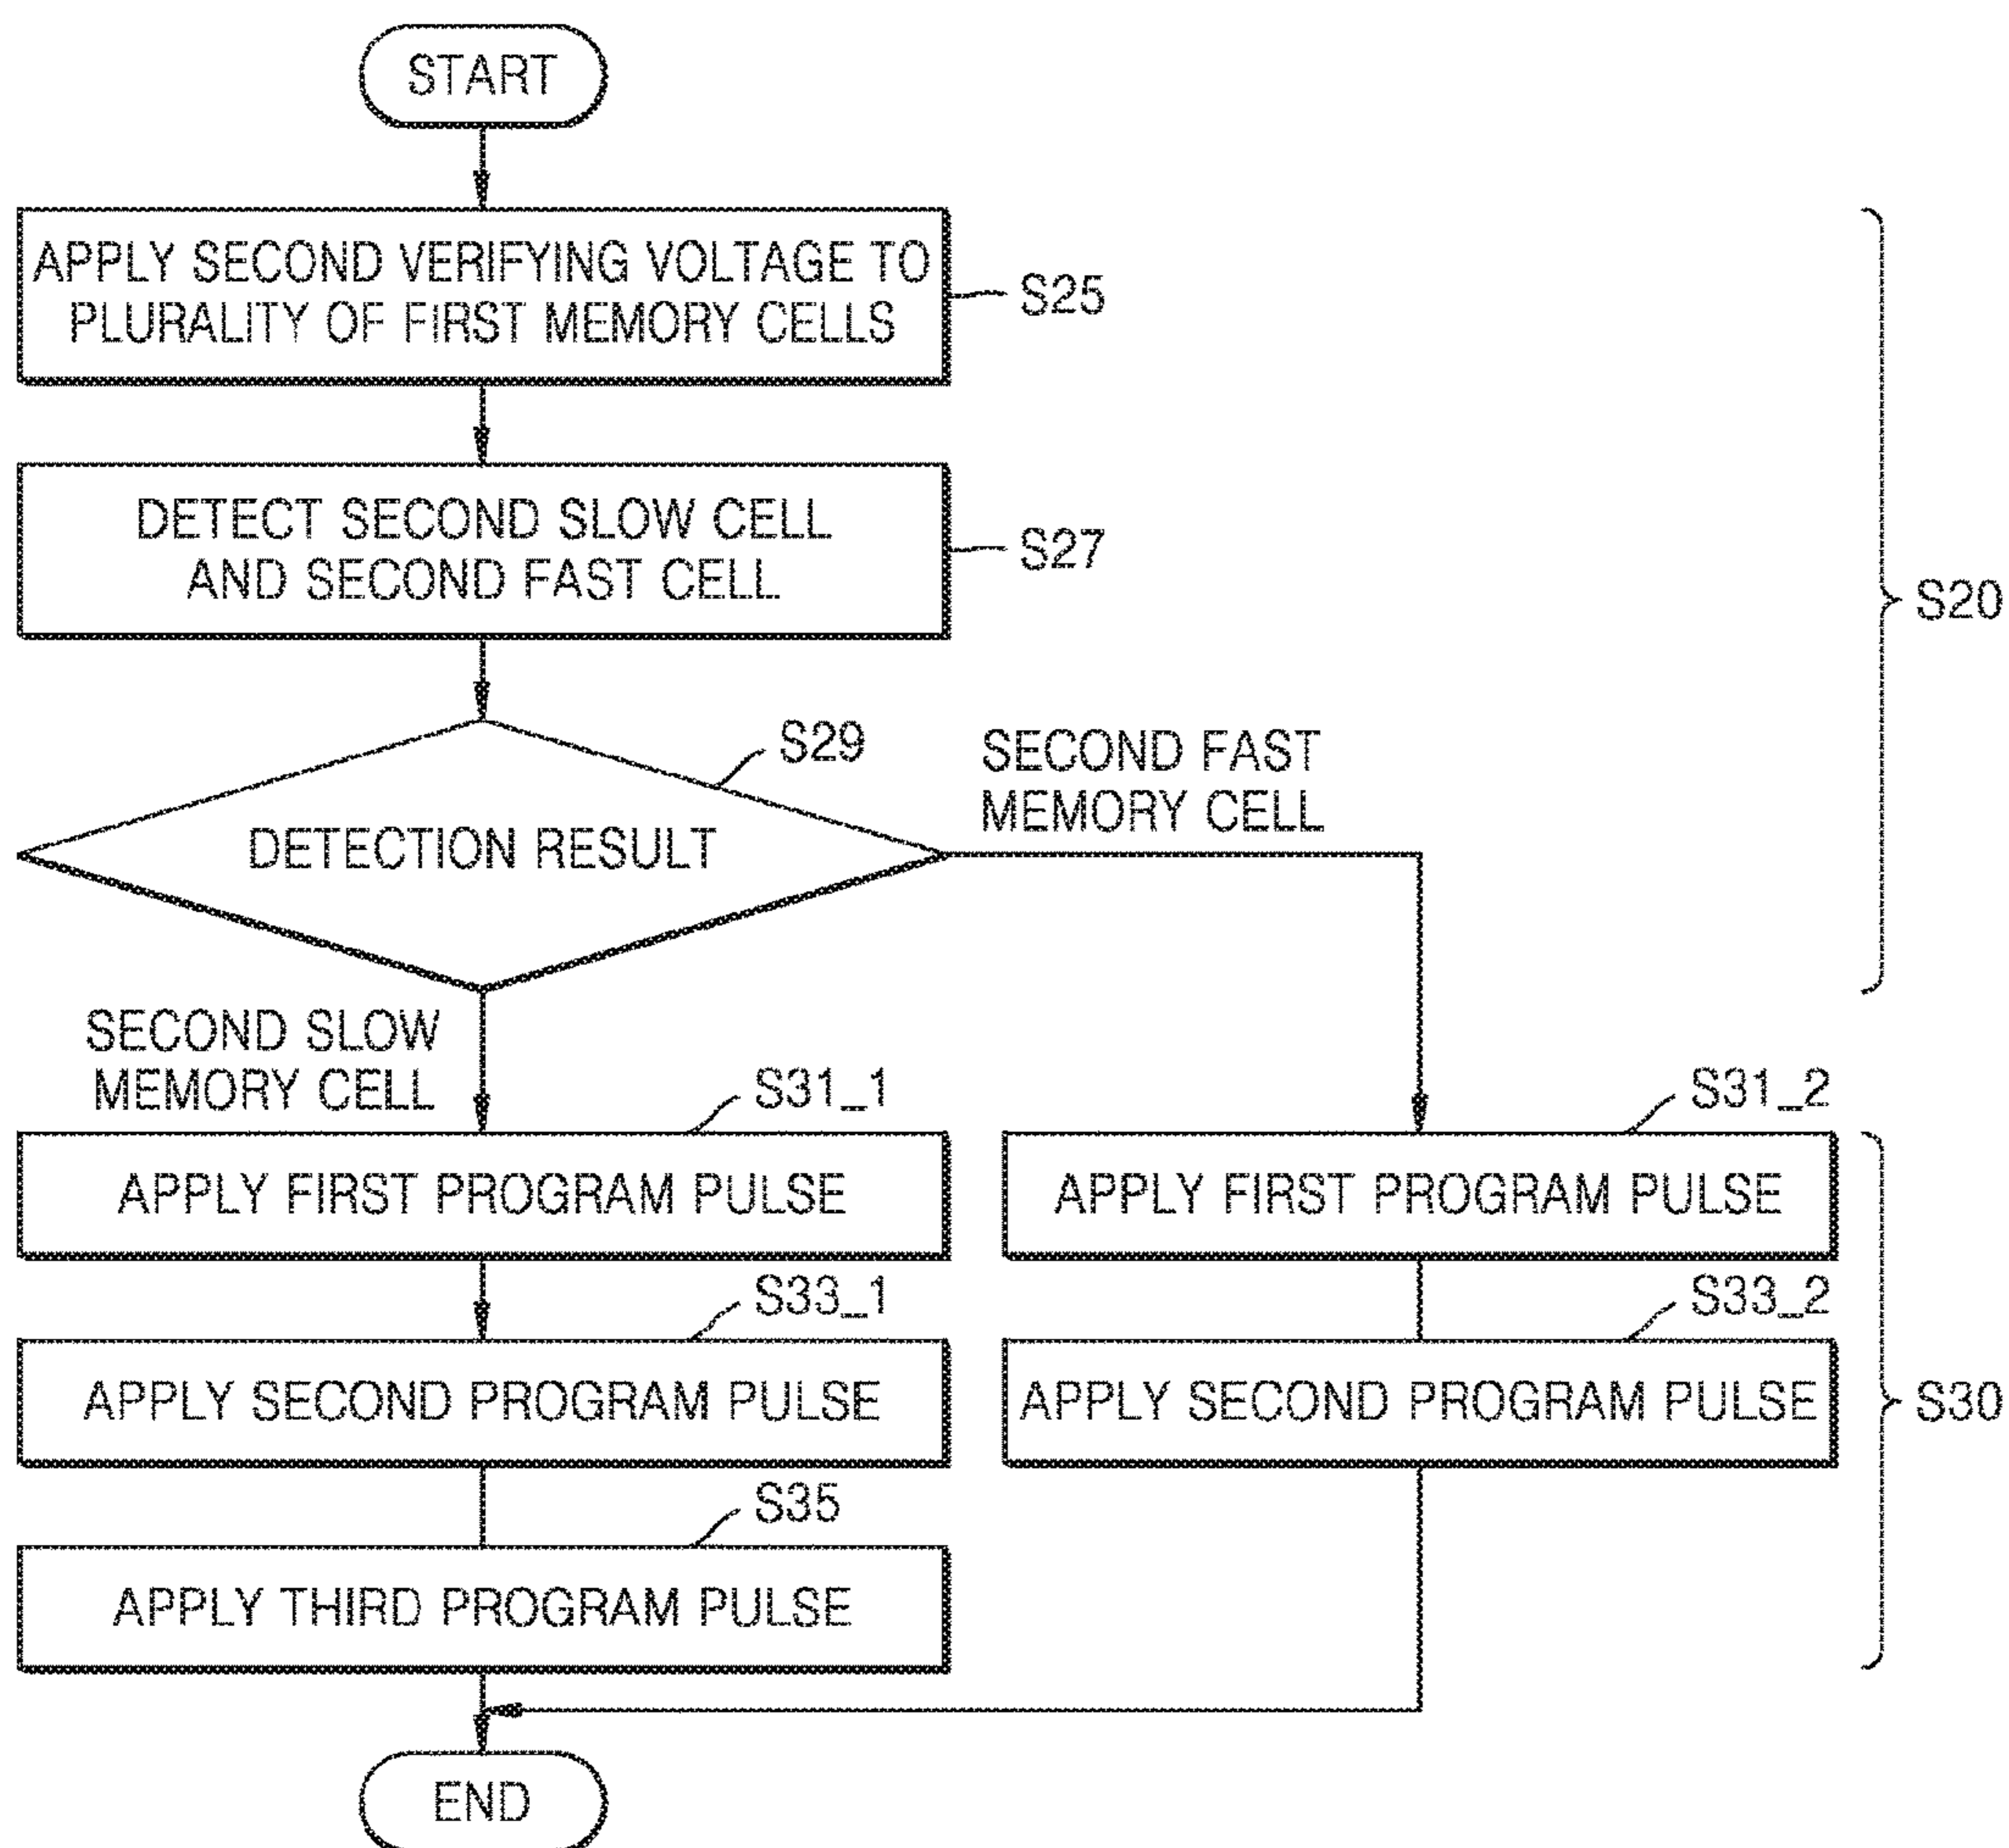 START
APPLY SECOND VERIFYING VOLTAGE TO
PLURALITY OF FIRST MEMORY CELLS
S25
DETECT SECOND SLOW CELL
AND SECOND FAST CELL
S27
S20
S29
DETECTION RESULT
SECOND FAST
MEMORY CELL
SECOND SLOW
MEMORY CELL
S31_1
APPLY FIRST PROGRAM PULSE
S31_2
APPLY FIRST PROGRAM PULSE
S33_1
APPLY SECOND PROGRAM PULSE
S33_2
APPLY SECOND PROGRAM PULSE
S30
S35
APPLY THIRD PROGRAM PULSE
END